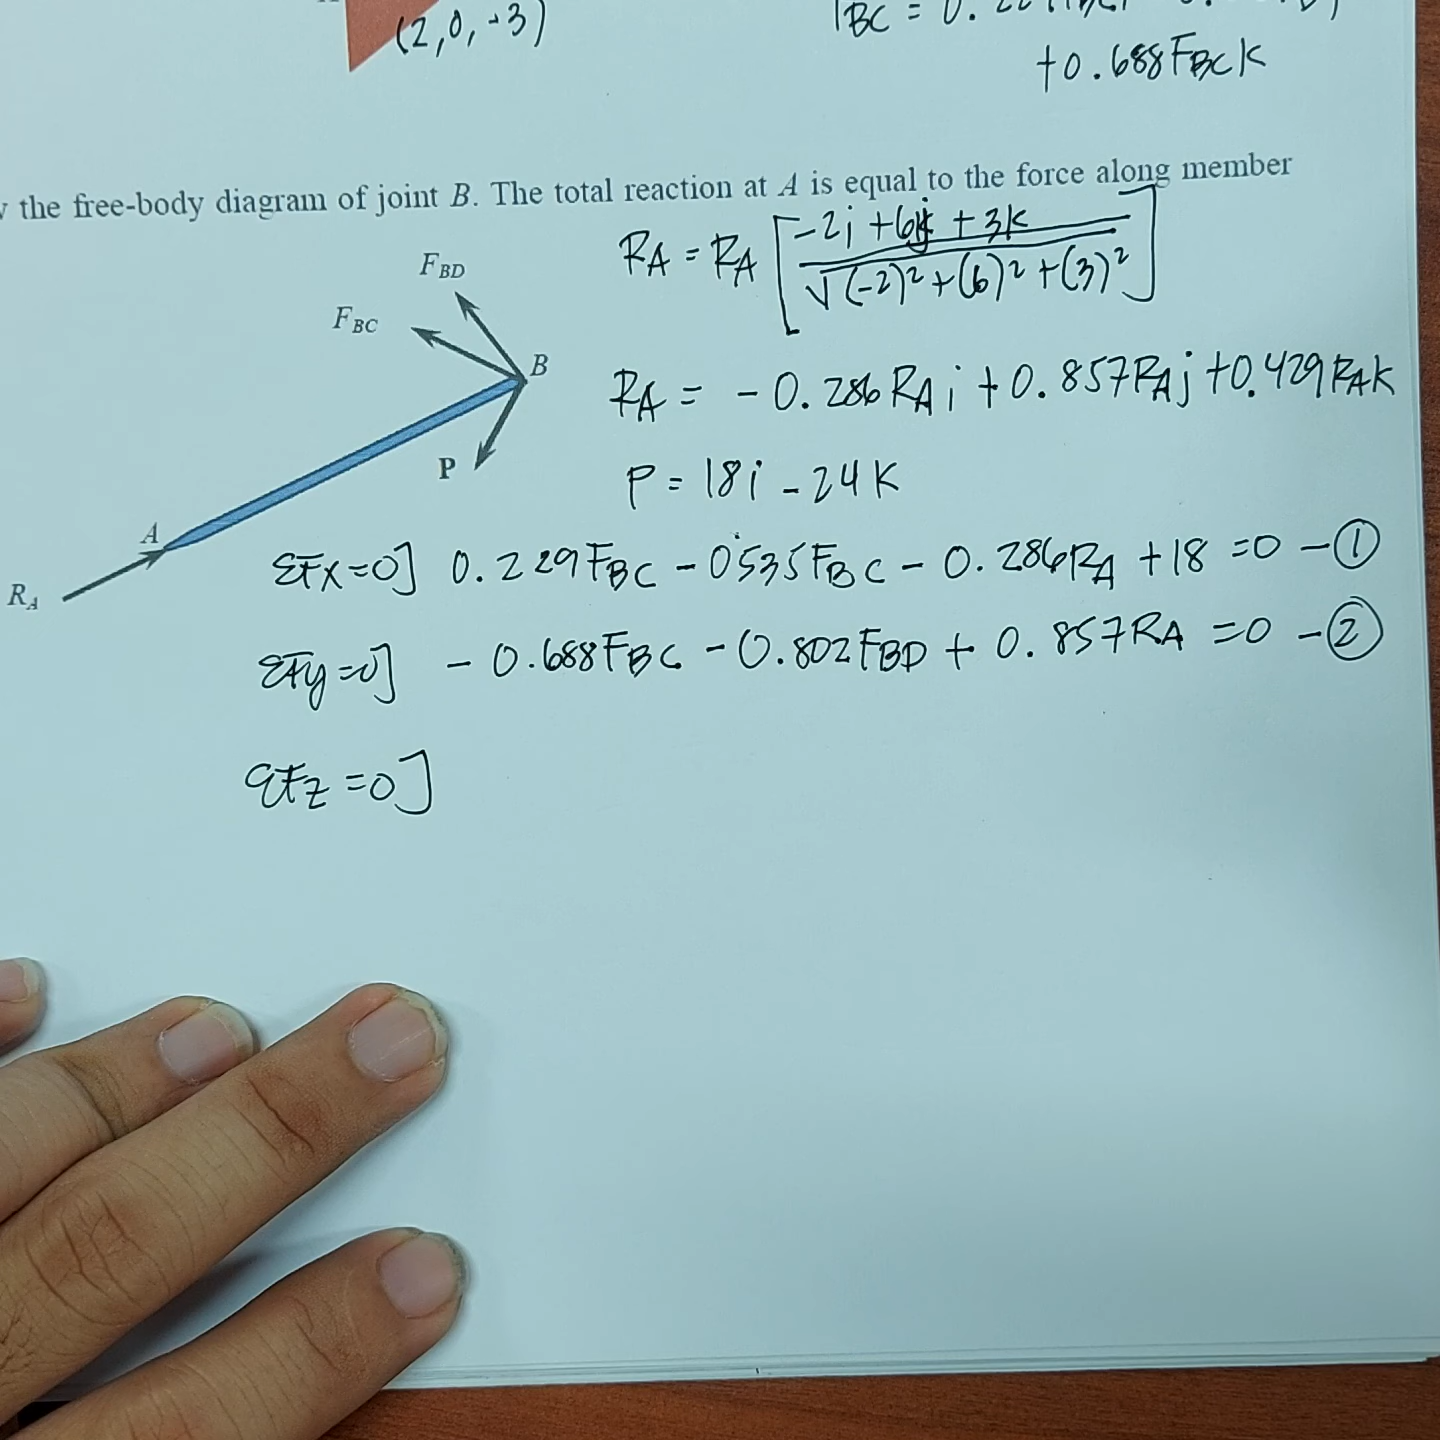 (2,0,-3)
BC = 0.
+0.688FBCK
the free-body diagram of joint B. The total reaction at A is equal to the force along member
RA = RA [-2i + 6j + 3k
√(-2)² + (6)² + (3)²]
FBD
FBC
B
RA = - 0.286RAi + 0.857RAj + 0.429RAK
P
P = 18i - 24K
A
ΣFx=0] 0.229FBC - 0.535FBC - 0.286RA + 18 = 0 - ①
RA
ΣFy=0] - 0.688FBC - 0.802FBD + 0.857RA = 0 - ②
ΣFz=0]